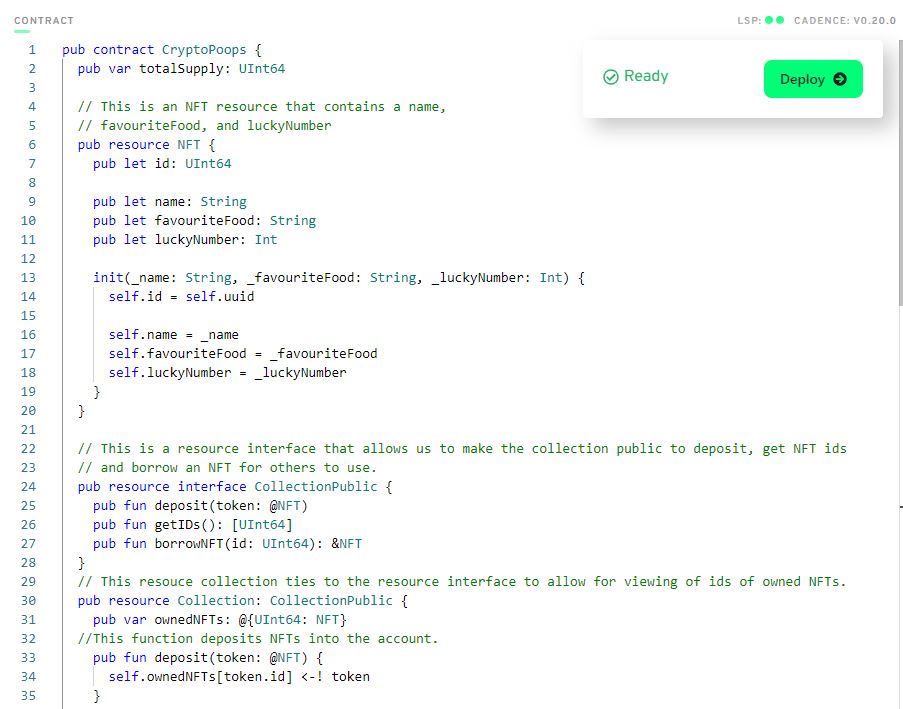 CONTRACT
LSP: CADENCE: V0.20.0
Ready
Deploy
1 pub contract CryptoPoops {
2 pub var totalSupply: UInt64
3
4 // This is an NFT resource that contains a name,
5 // favouriteFood, and luckyNumber
6 pub resource NFT {
7 pub let id: UInt64
8
9 pub let name: String
10 pub let favouriteFood: String
11 pub let luckyNumber: Int
12
13 init(_name: String, _favouriteFood: String, _luckyNumber: Int) {
14 self.id = self.uuid
15
16 self.name = _name
17 self.favouriteFood = _favouriteFood
18 self.luckyNumber = _luckyNumber
19 }
20 }
21
22 // This is a resource interface that allows us to make the collection public to deposit, get NFT ids
23 // and borrow an NFT for others to use.
24 pub resource interface CollectionPublic {
25 pub fun deposit(token: @NFT)
26 pub fun getIDs(): [UInt64]
27 pub fun borrowNFT(id: UInt64): &NFT
28 }
29 // This resouce collection ties to the resource interface to allow for viewing of ids of owned NFTs.
30 pub resource Collection: CollectionPublic {
31 pub var ownedNFTs: @{UInt64: NFT}
32 //This function deposits NFTs into the account.
33 pub fun deposit(token: @NFT) {
34 self.ownedNFTs[token.id] <-! token
35 }